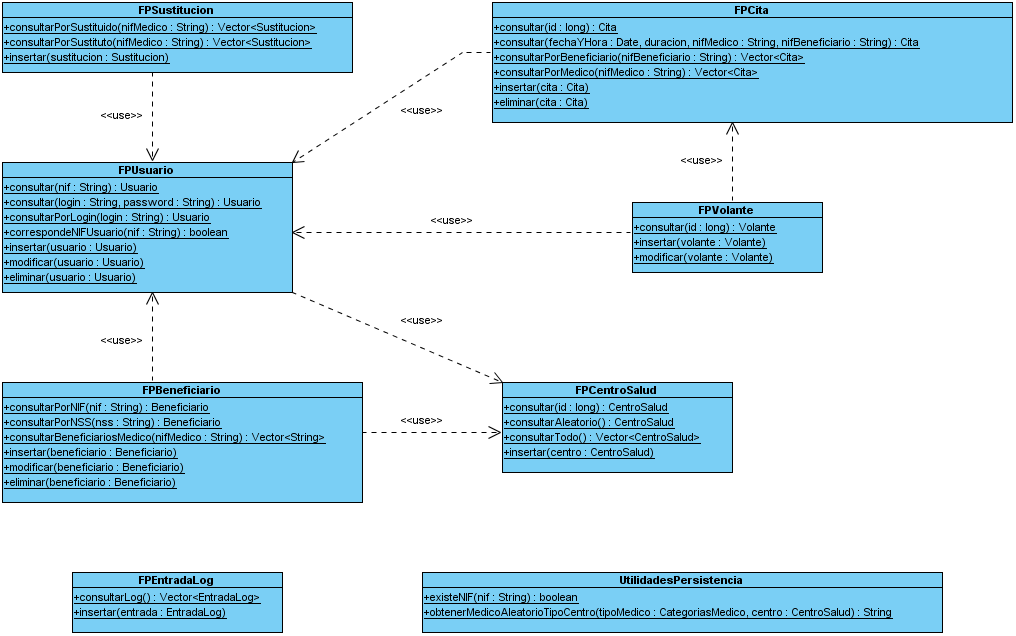 FPSustitucion
+consultarPorSustituido(nifMedico : String) : Vector<Sustitucion>
+consultarPorSustituto(nifMedico : String) : Vector<Sustitucion>
+insertar(sustitucion : Sustitucion)
FPCita
+consultar(id : long) : Cita
+consultar(fechaYHora : Date, duracion, nifMedico : String, nifBeneficiario : String) : Cita
+consultarPorBeneficiario(nifBeneficiario : String) : Vector<Cita>
+consultarPorMedico(nifMedico : String) : Vector<Cita>
+insertar(cita : Cita)
+eliminar(cita : Cita)
<<use>>
<<use>>
<<use>>
FPUsuario
+consultar(nif : String) : Usuario
+consultar(login : String, password : String) : Usuario
+consultarPorLogin(login : String) : Usuario
+correspondeNIFUsuario(nif : String) : boolean
+insertar(usuario : Usuario)
+modificar(usuario : Usuario)
+eliminar(usuario : Usuario)
<<use>>
FPVolante
+consultar(id : long) : Volante
+insertar(volante : Volante)
+modificar(volante : Volante)
<<use>>
<<use>>
FPBeneficiario
+consultarPorNIF(nif : String) : Beneficiario
+consultarPorNSS(nss : String) : Beneficiario
+consultarBeneficiariosMedico(nifMedico : String) : Vector<String>
+insertar(beneficiario : Beneficiario)
+modificar(beneficiario : Beneficiario)
+eliminar(beneficiario : Beneficiario)
<<use>>
FPCentroSalud
+consultar(id : long) : CentroSalud
+consultarAleatorio() : CentroSalud
+consultarTodo() : Vector<CentroSalud>
+insertar(centro : CentroSalud)
FPEntradaLog
+consultarLog() : Vector<EntradaLog>
+insertar(entrada : EntradaLog)
UtilidadesPersistencia
+existeNIF(nif : String) : boolean
+obtenerMedicoAleatorioTipoCentro(tipoMedico : CategoriasMedico, centro : CentroSalud) : String